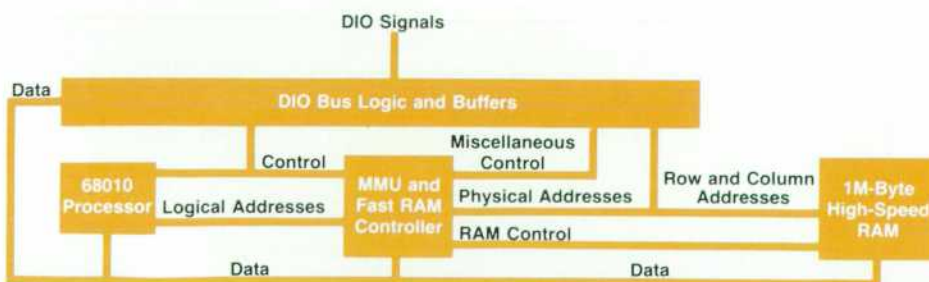 DIO Signals
Data
DIO Bus Logic and Buffers
Control
Miscellaneous
Control
68010
Processor
Logical Addresses
MMU and
Fast RAM
Controller
Physical Addresses
RAM Control
Row and Column
Addresses
1M-Byte
High-Speed
RAM
Data
Data